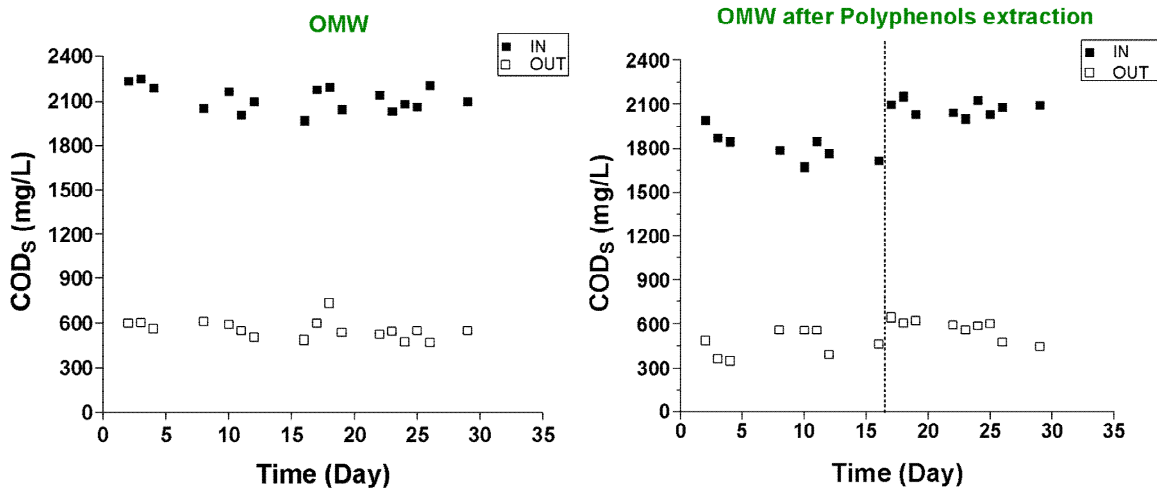 OMW
IN
OUT
2400
2100
1800
1500
1200
900
600
300
0
COD_S (mg/L)
0 5 10 15 20 25 30 35
Time (Day)
OMW after Polyphenols extraction
IN
OUT
2400
2100
1800
1500
1200
900
600
300
0
COD_S (mg/L)
0 5 10 15 20 25 30 35
Time (Day)